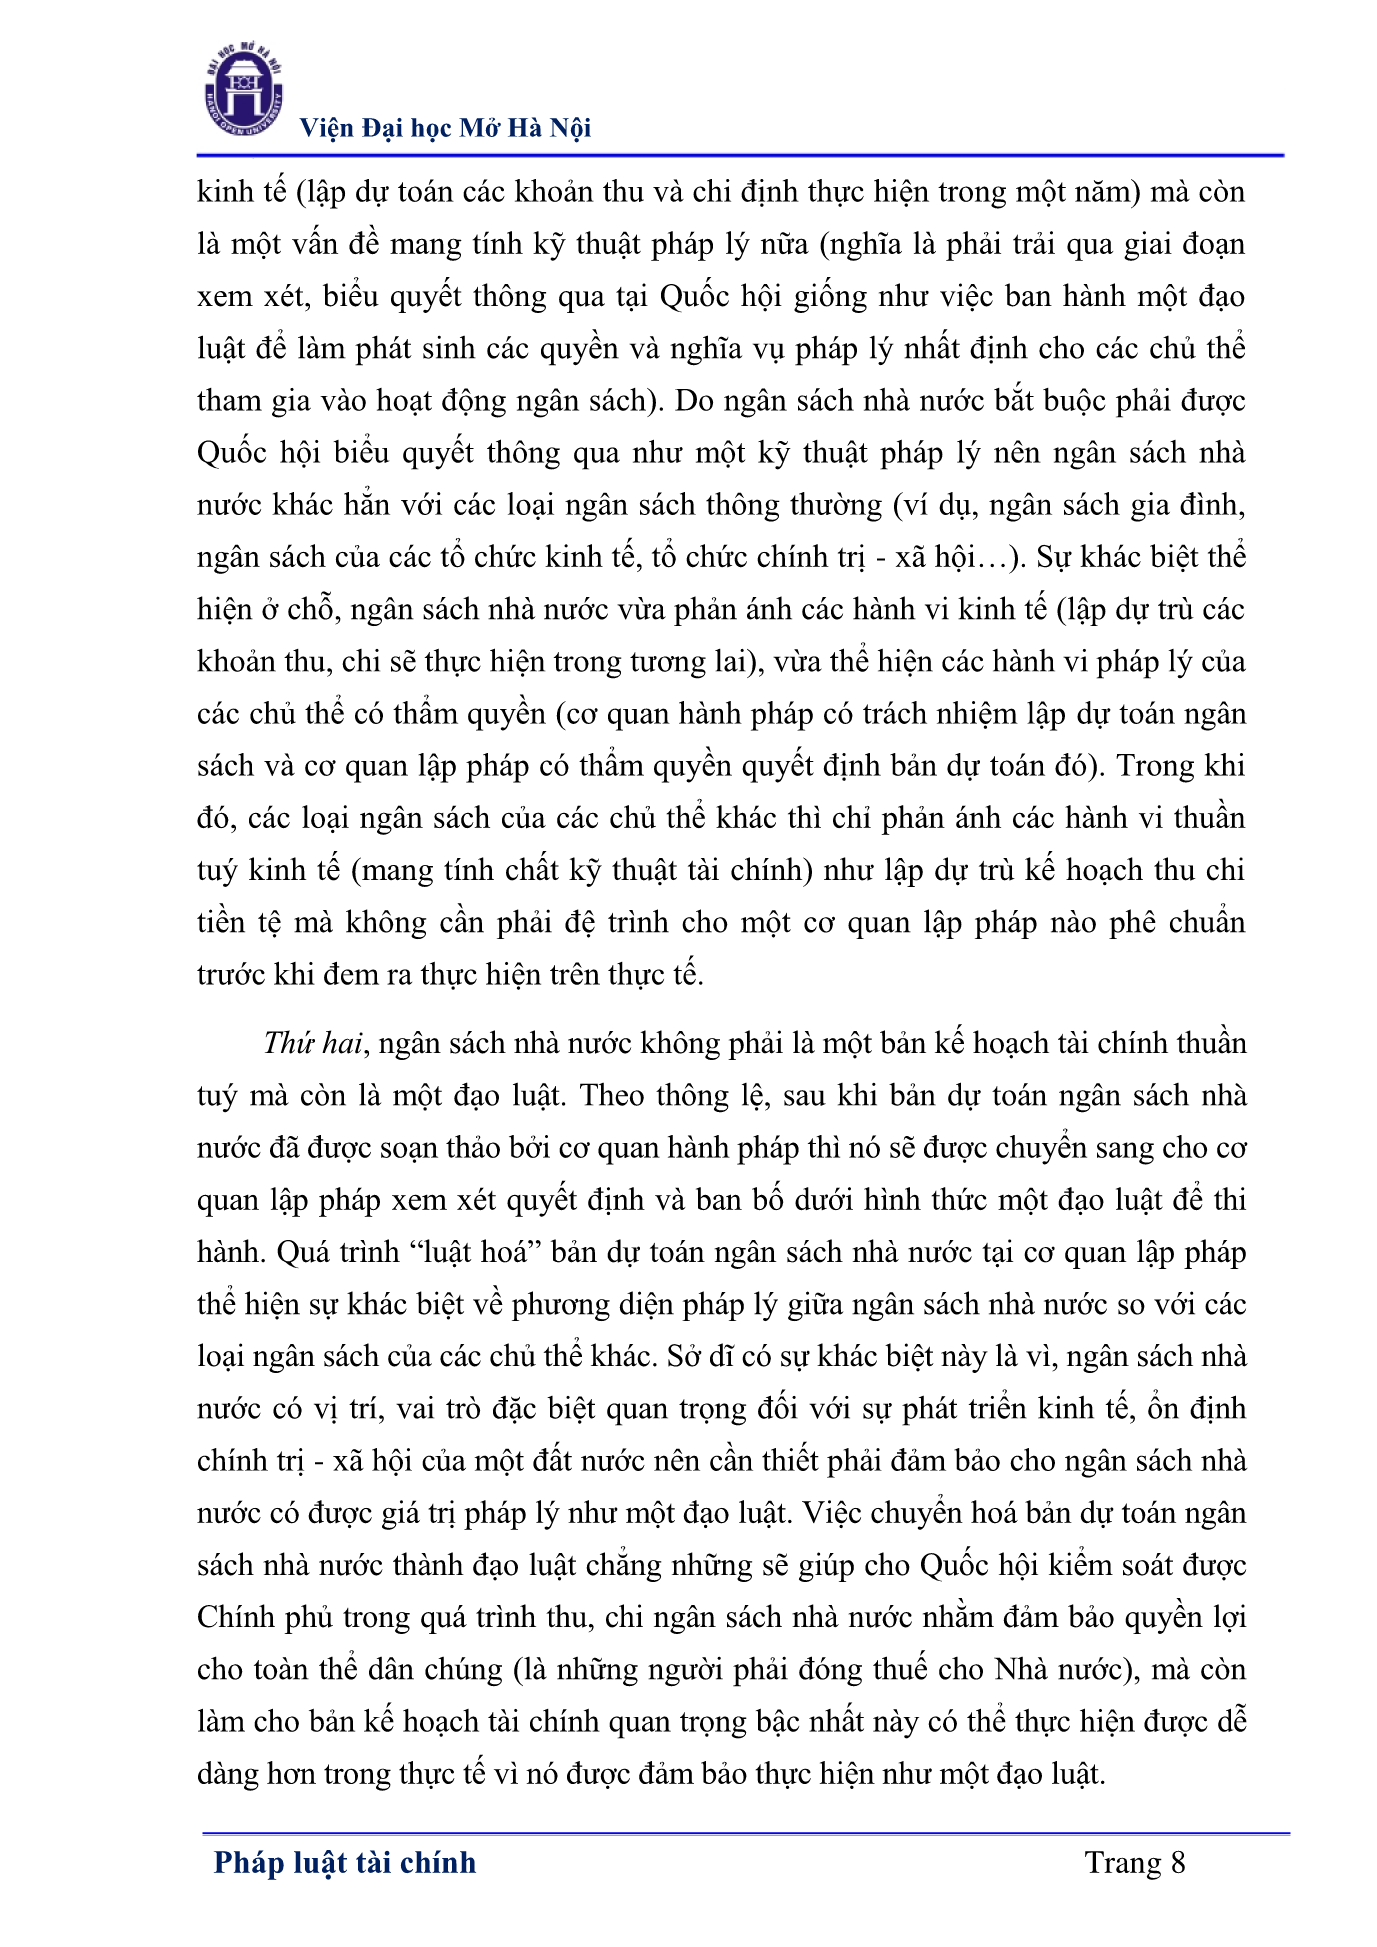 ĐẠI HỌC MỞ HÀ NỘI
HANOI OPEN UNIVERSITY
Viện Đại học Mở Hà Nội
kinh tế (lập dự toán các khoản thu và chi định thực hiện trong một năm) mà còn
là một vấn đề mang tính kỹ thuật pháp lý nữa (nghĩa là phải trải qua giai đoạn
xem xét, biểu quyết thông qua tại Quốc hội giống như việc ban hành một đạo
luật để làm phát sinh các quyền và nghĩa vụ pháp lý nhất định cho các chủ thể
tham gia vào hoạt động ngân sách). Do ngân sách nhà nước bắt buộc phải được
Quốc hội biểu quyết thông qua như một kỹ thuật pháp lý nên ngân sách nhà
nước khác hẳn với các loại ngân sách thông thường (ví dụ, ngân sách gia đình,
ngân sách của các tổ chức kinh tế, tổ chức chính trị - xã hội…). Sự khác biệt thể
hiện ở chỗ, ngân sách nhà nước vừa phản ánh các hành vi kinh tế (lập dự trù các
khoản thu, chi sẽ thực hiện trong tương lai), vừa thể hiện các hành vi pháp lý của
các chủ thể có thẩm quyền (cơ quan hành pháp có trách nhiệm lập dự toán ngân
sách và cơ quan lập pháp có thẩm quyền quyết định bản dự toán đó). Trong khi
đó, các loại ngân sách của các chủ thể khác thì chỉ phản ánh các hành vi thuần
tuý kinh tế (mang tính chất kỹ thuật tài chính) như lập dự trù kế hoạch thu chi
tiền tệ mà không cần phải đệ trình cho một cơ quan lập pháp nào phê chuẩn
trước khi đem ra thực hiện trên thực tế.
Thứ hai, ngân sách nhà nước không phải là một bản kế hoạch tài chính thuần
tuý mà còn là một đạo luật. Theo thông lệ, sau khi bản dự toán ngân sách nhà
nước đã được soạn thảo bởi cơ quan hành pháp thì nó sẽ được chuyển sang cho cơ
quan lập pháp xem xét quyết định và ban bố dưới hình thức một đạo luật để thi
hành. Quá trình “luật hoá” bản dự toán ngân sách nhà nước tại cơ quan lập pháp
thể hiện sự khác biệt về phương diện pháp lý giữa ngân sách nhà nước so với các
loại ngân sách của các chủ thể khác. Sở dĩ có sự khác biệt này là vì, ngân sách nhà
nước có vị trí, vai trò đặc biệt quan trọng đối với sự phát triển kinh tế, ổn định
chính trị - xã hội của một đất nước nên cần thiết phải đảm bảo cho ngân sách nhà
nước có được giá trị pháp lý như một đạo luật. Việc chuyển hoá bản dự toán ngân
sách nhà nước thành đạo luật chẳng những sẽ giúp cho Quốc hội kiểm soát được
Chính phủ trong quá trình thu, chi ngân sách nhà nước nhằm đảm bảo quyền lợi
cho toàn thể dân chúng (là những người phải đóng thuế cho Nhà nước), mà còn
làm cho bản kế hoạch tài chính quan trọng bậc nhất này có thể thực hiện được dễ
dàng hơn trong thực tế vì nó được đảm bảo thực hiện như một đạo luật.
Pháp luật tài chính Trang 8